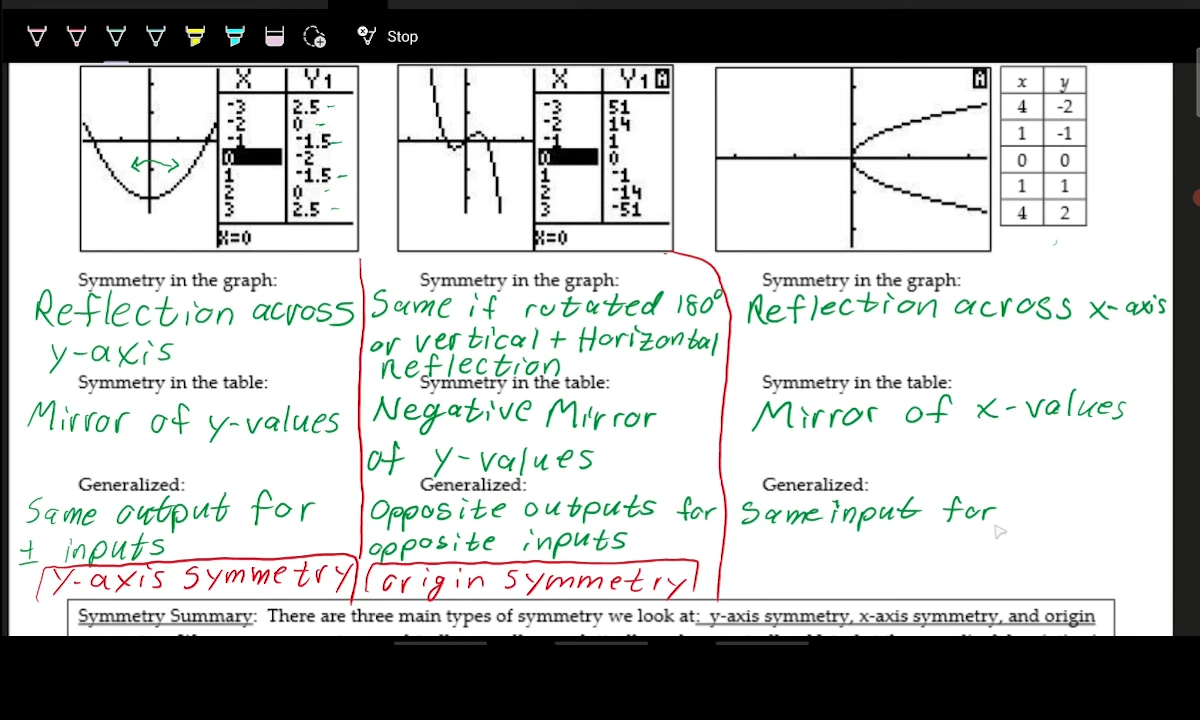 Stop
X Y1
-3 2.5
-2 0
-1 -1.5
0 -2
1 -1.5
2 0
3 2.5
X=0
X Y1
-3 51
-2 14
-1 1
0 0
1 -1
2 -14
3 -51
X=0
x y
4 -2
1 -1
0 0
1 1
4 2
Symmetry in the graph:
Reflection across
y-axis
Symmetry in the table:
Mirror of y-values
Generalized:
Same output for
± inputs
y-axis symmetry
Symmetry in the graph:
Same if rotated 180°
or vertical + Horizontal
Reflection
Symmetry in the table:
Negative Mirror
of y-values
Generalized:
Opposite outputs for
opposite inputs
origin symmetry
Symmetry in the graph:
Reflection across x-axis
Symmetry in the table:
Mirror of x-values
Generalized:
Same input for
Symmetry Summary: There are three main types of symmetry we look at: y-axis symmetry, x-axis symmetry, and origin